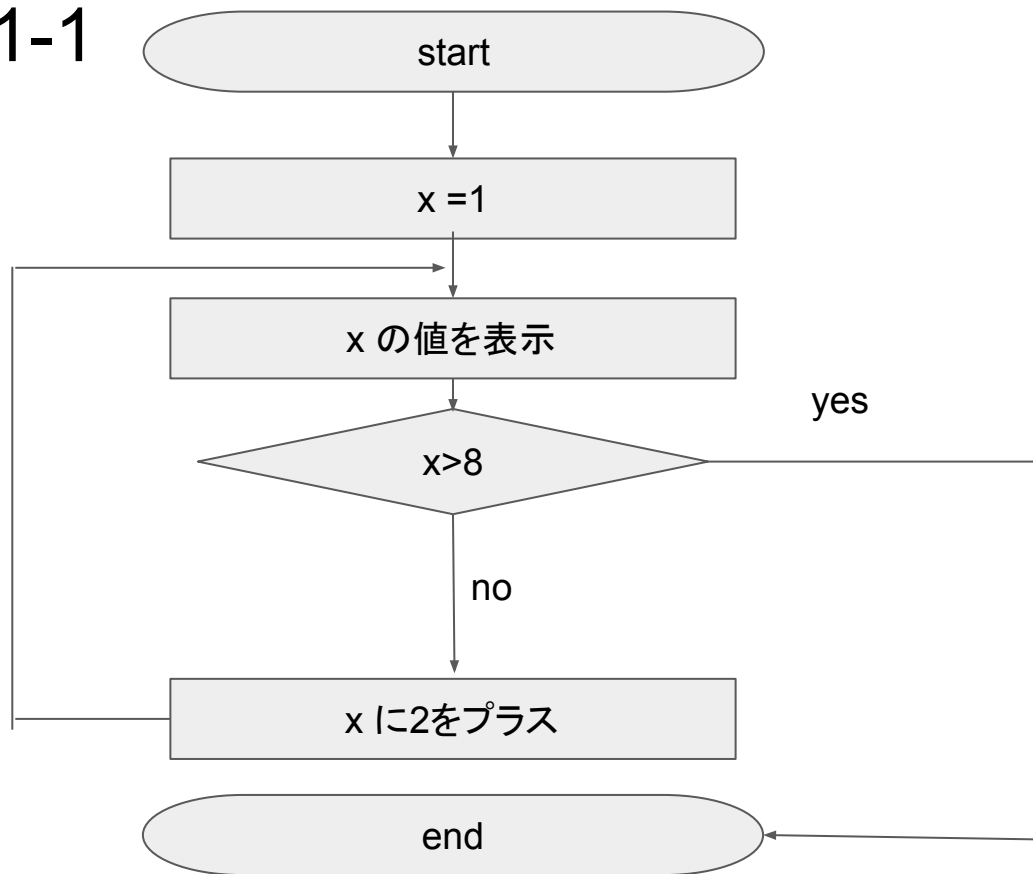 1-1
start
x =1
x の値を表示
yes
x>8
no
x に2をプラス
end